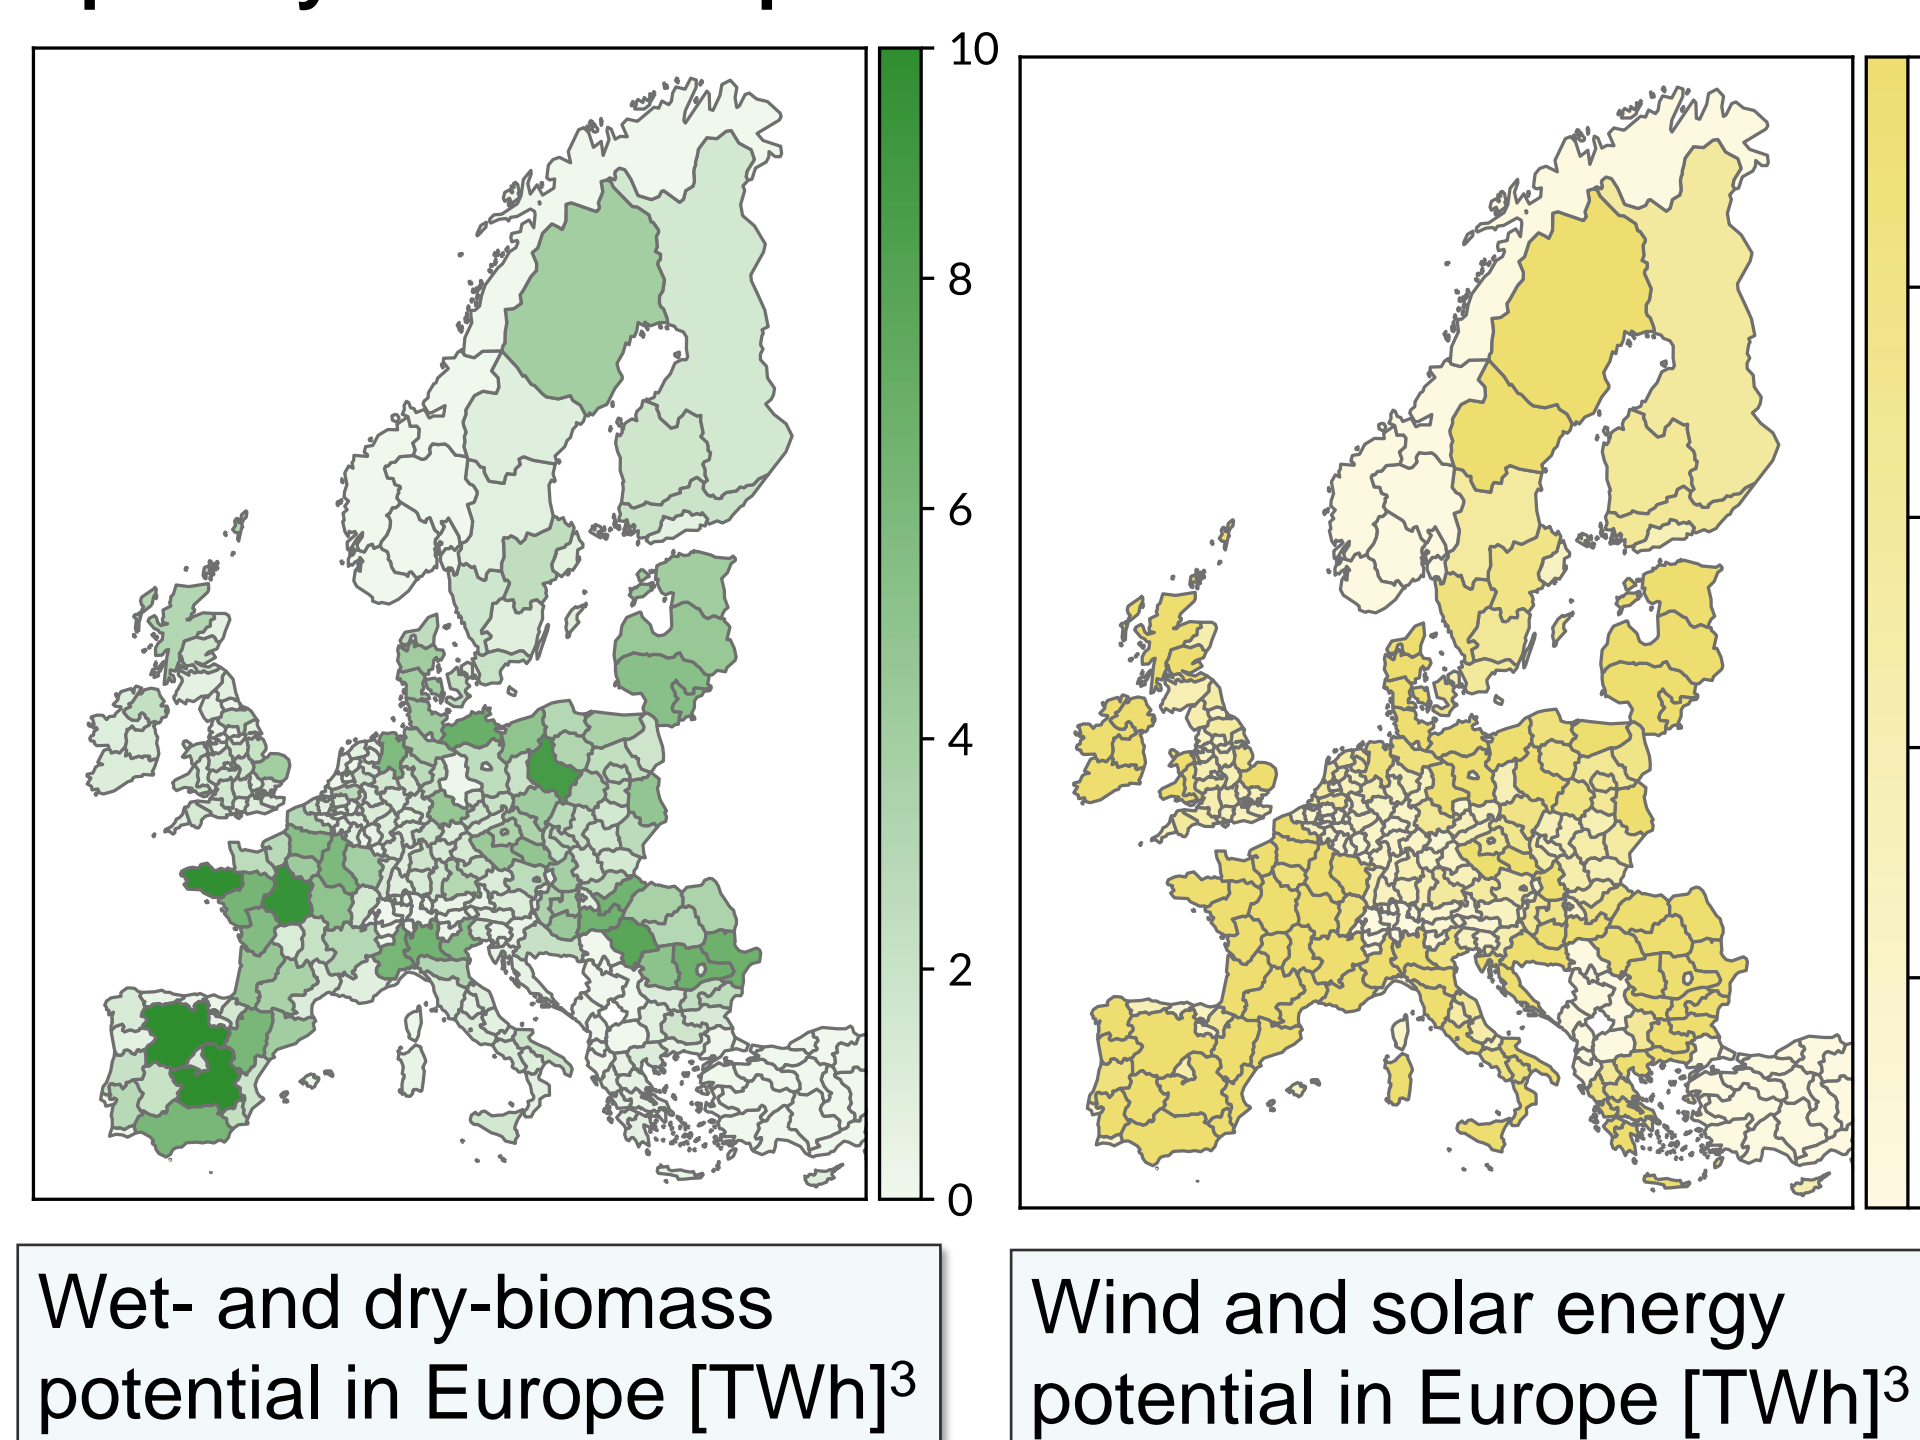 10
8
6
4
2
0
Wet- and dry-biomass
potential in Europe [TWh]³
Wind and solar energy
potential in Europe [TWh]³